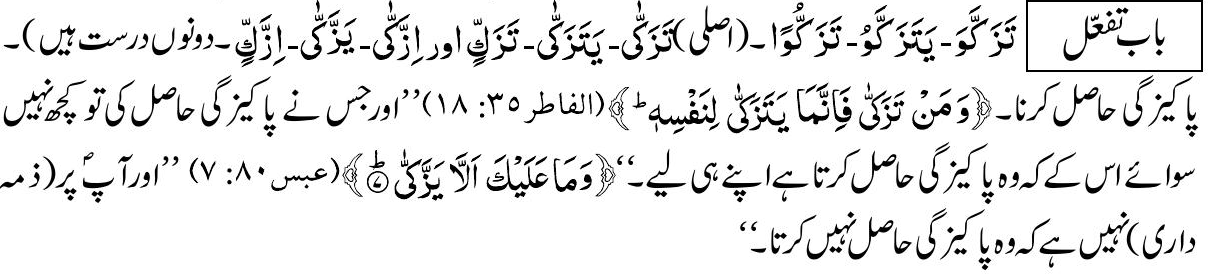 باب تفعّل تَزَكَّوَ۔ يَتَزَكَّوُ۔ تَزَكُّوًا۔ (اصلی) تَزَكّٰى۔ يَتَزَكّٰى۔ تَزَكٍّ اور اِزَّكّٰى۔ يَزَّكّٰى۔ اِزَّكٍّ۔ دونوں درست ہیں)۔
پاکیزگی حاصل کرنا۔ ﴿وَمَنْ تَزَكّٰى فَاِنَّمَا يَتَزَكّٰى لِنَفْسِهٖ ؕ﴾ (الفاطر ۳۵: ۱۸) ’’اور جس نے پاکیزگی حاصل کی تو کچھ نہیں
سوائے اس کے کہ وہ پاکیزگی حاصل کرتا ہے اپنے ہی لیے۔‘‘ ﴿وَمَا عَلَيْكَ اَلَّا يَزَّكّٰى ؕ۷﴾ (عبس ۸۰: ۷) ’’اور آپؐ پر (ذمہ
داری) نہیں ہے کہ وہ پاکیزگی حاصل نہیں کرتا۔‘‘